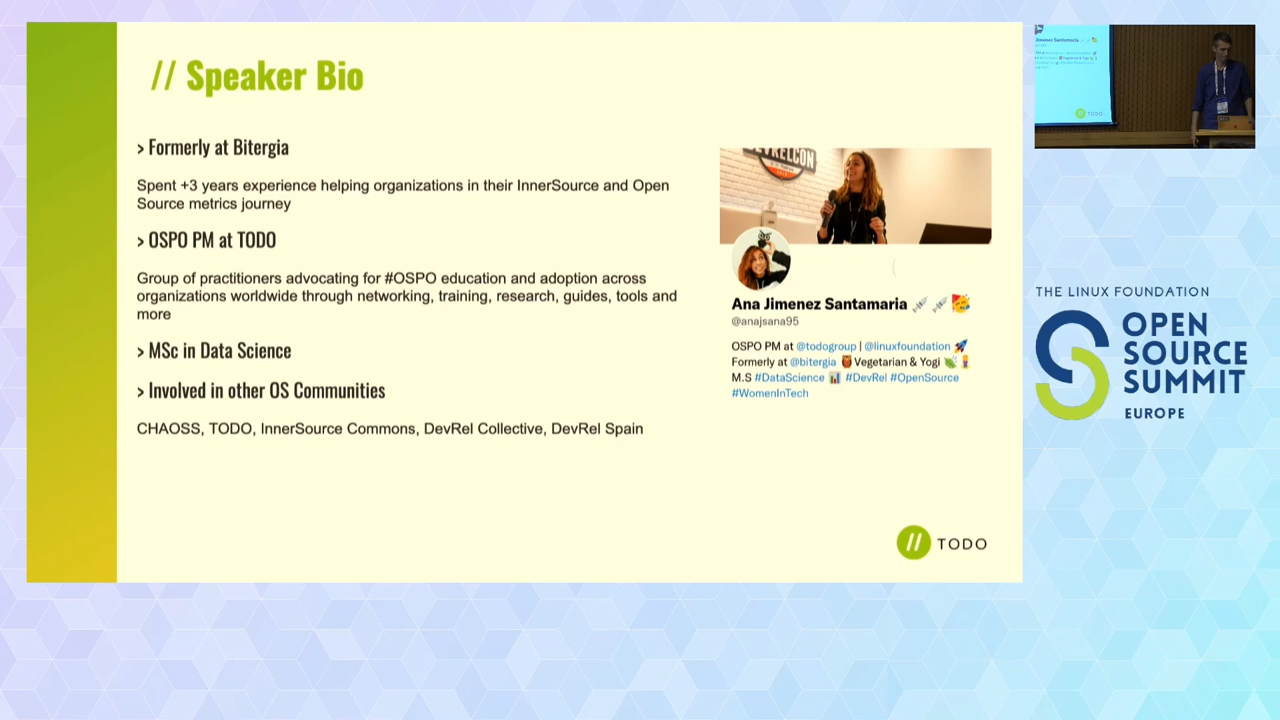 // Speaker Bio
> Formerly at Bitergia
Spent +3 years experience helping organizations in their InnerSource and Open
Source metrics journey
> OSPO PM at TODO
Group of practitioners advocating for #OSPO education and adoption across
organizations worldwide through networking, training, research, guides, tools and
more
> MSc in Data Science
> Involved in other OS Communities
CHAOSS, TODO, InnerSource Commons, DevRel Collective, DevRel Spain
DEVRELCON
Ana Jimenez Santamaria 💉 💉 🥳
@anajsana95
OSPO PM at @todogroup | @linuxfoundation 🚀
Formerly at @bitergia 🦉Vegetarian & Yogi 🍃 🧘‍♀️
M.S #DataScience 📊 #DevRel #OpenSource
#WomenInTech
// TODO
Jimenez Santamaria
TODO
THE LINUX FOUNDATION
OPEN
SOURCE
SUMMIT
EUROPE